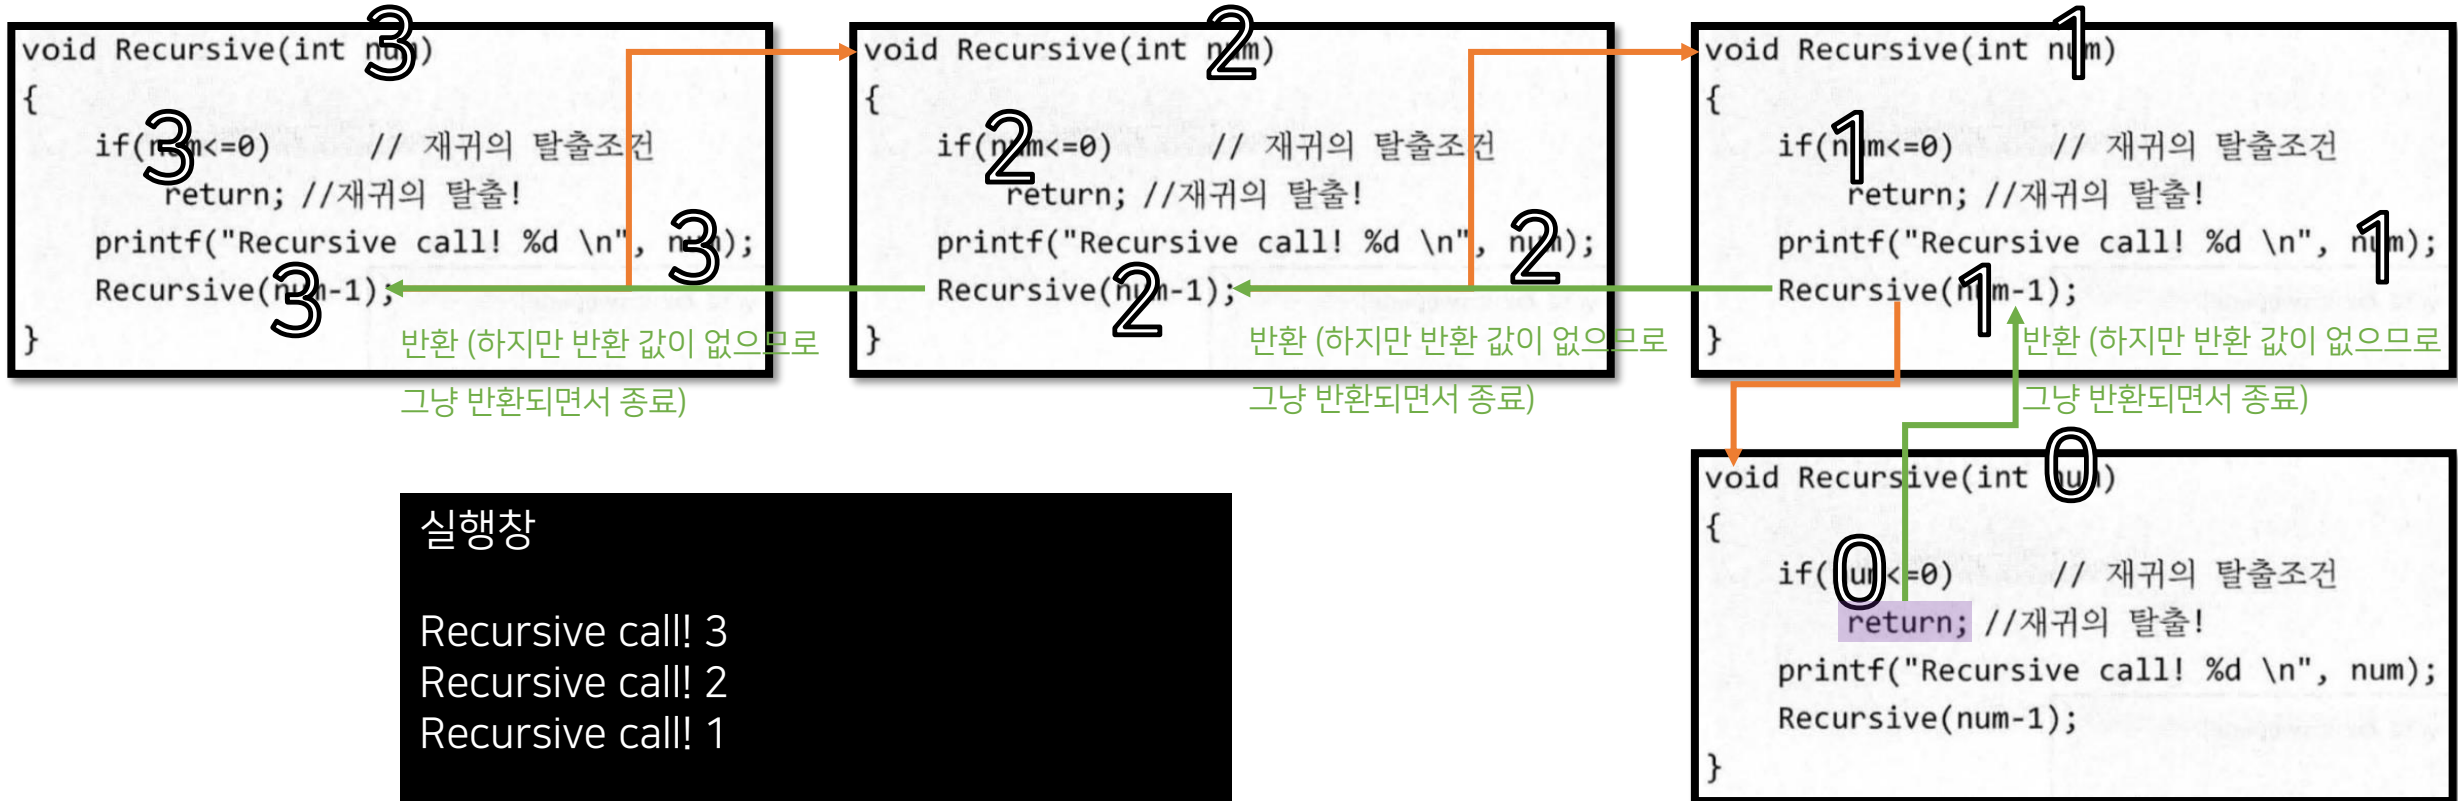 void Recursive(int num)
3
{
if(num<=0) // 재귀의 탈출조건
3
return; //재귀의 탈출!
printf("Recursive call! %d \n", num);
3
Recursive(num-1);
3
}
반환 (하지만 반환 값이 없으므로
그냥 반환되면서 종료)
void Recursive(int num)
2
{
if(num<=0) // 재귀의 탈출조건
2
return; //재귀의 탈출!
printf("Recursive call! %d \n", num);
2
Recursive(num-1);
2
}
반환 (하지만 반환 값이 없으므로
그냥 반환되면서 종료)
void Recursive(int num)
1
{
if(num<=0) // 재귀의 탈출조건
1
return; //재귀의 탈출!
printf("Recursive call! %d \n", num);
1
Recursive(num-1);
1
}
반환 (하지만 반환 값이 없으므로
그냥 반환되면서 종료)
void Recursive(int num)
0
{
if(num<=0) // 재귀의 탈출조건
0
return; //재귀의 탈출!
printf("Recursive call! %d \n", num);
Recursive(num-1);
}
실행창
Recursive call! 3
Recursive call! 2
Recursive call! 1